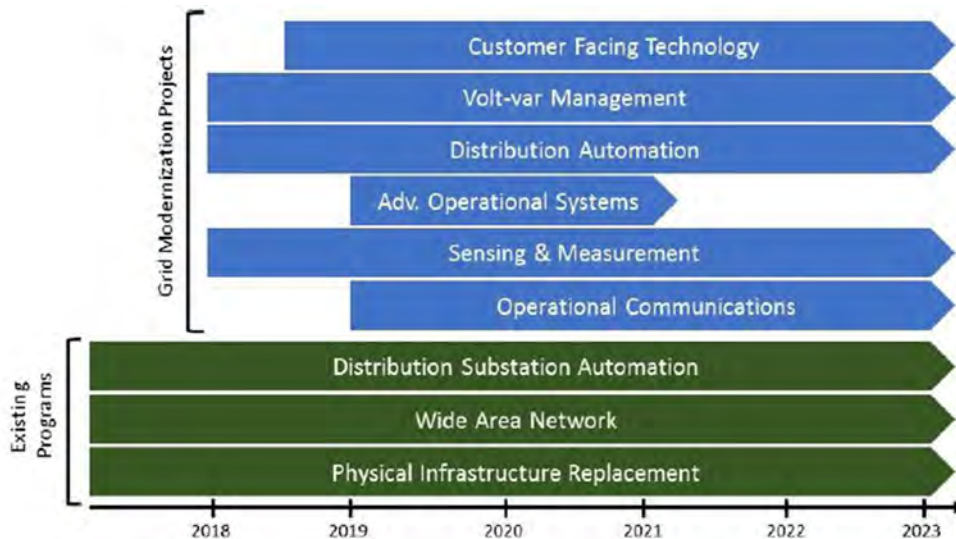 Grid Modernization Projects
Customer Facing Technology
Volt-var Management
Distribution Automation
Adv. Operational Systems
Sensing & Measurement
Operational Communications
Existing
Programs
Distribution Substation Automation
Wide Area Network
Physical Infrastructure Replacement
2018 2019 2020 2021 2022 2023